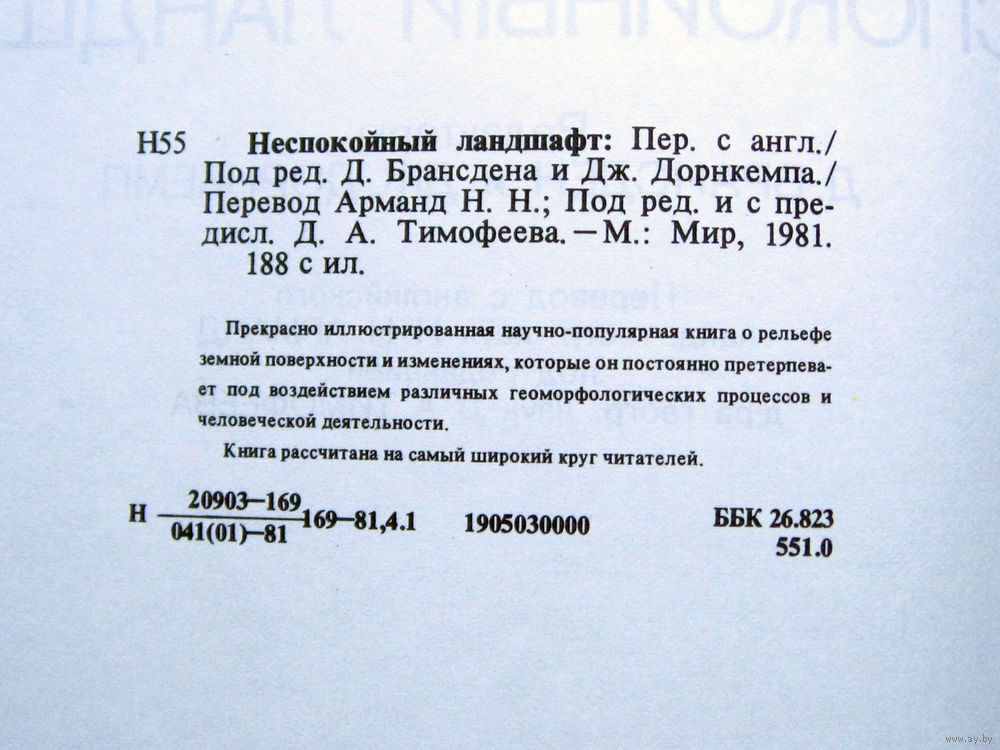 Н55 Неспокойный ландшафт: Пер. с англ./
Под ред. Д. Брансдена и Дж. Дорнкемпа./
Перевод Арманд Н. Н.; Под ред. и с пре-
дисл. Д. А. Тимофеева.—М.: Мир, 1981.
188 с ил.
Прекрасно иллюстрированная научно-популярная книга о рельефе
земной поверхности и изменениях, которые он постоянно претерпева-
ет под воздействием различных геоморфологических процессов и
человеческой деятельности.
Книга рассчитана на самый широкий круг читателей.
Н 20903—169
041(01)—81 169—81,4.1 1905030000 ББК 26.823
551.0
www.ay.by